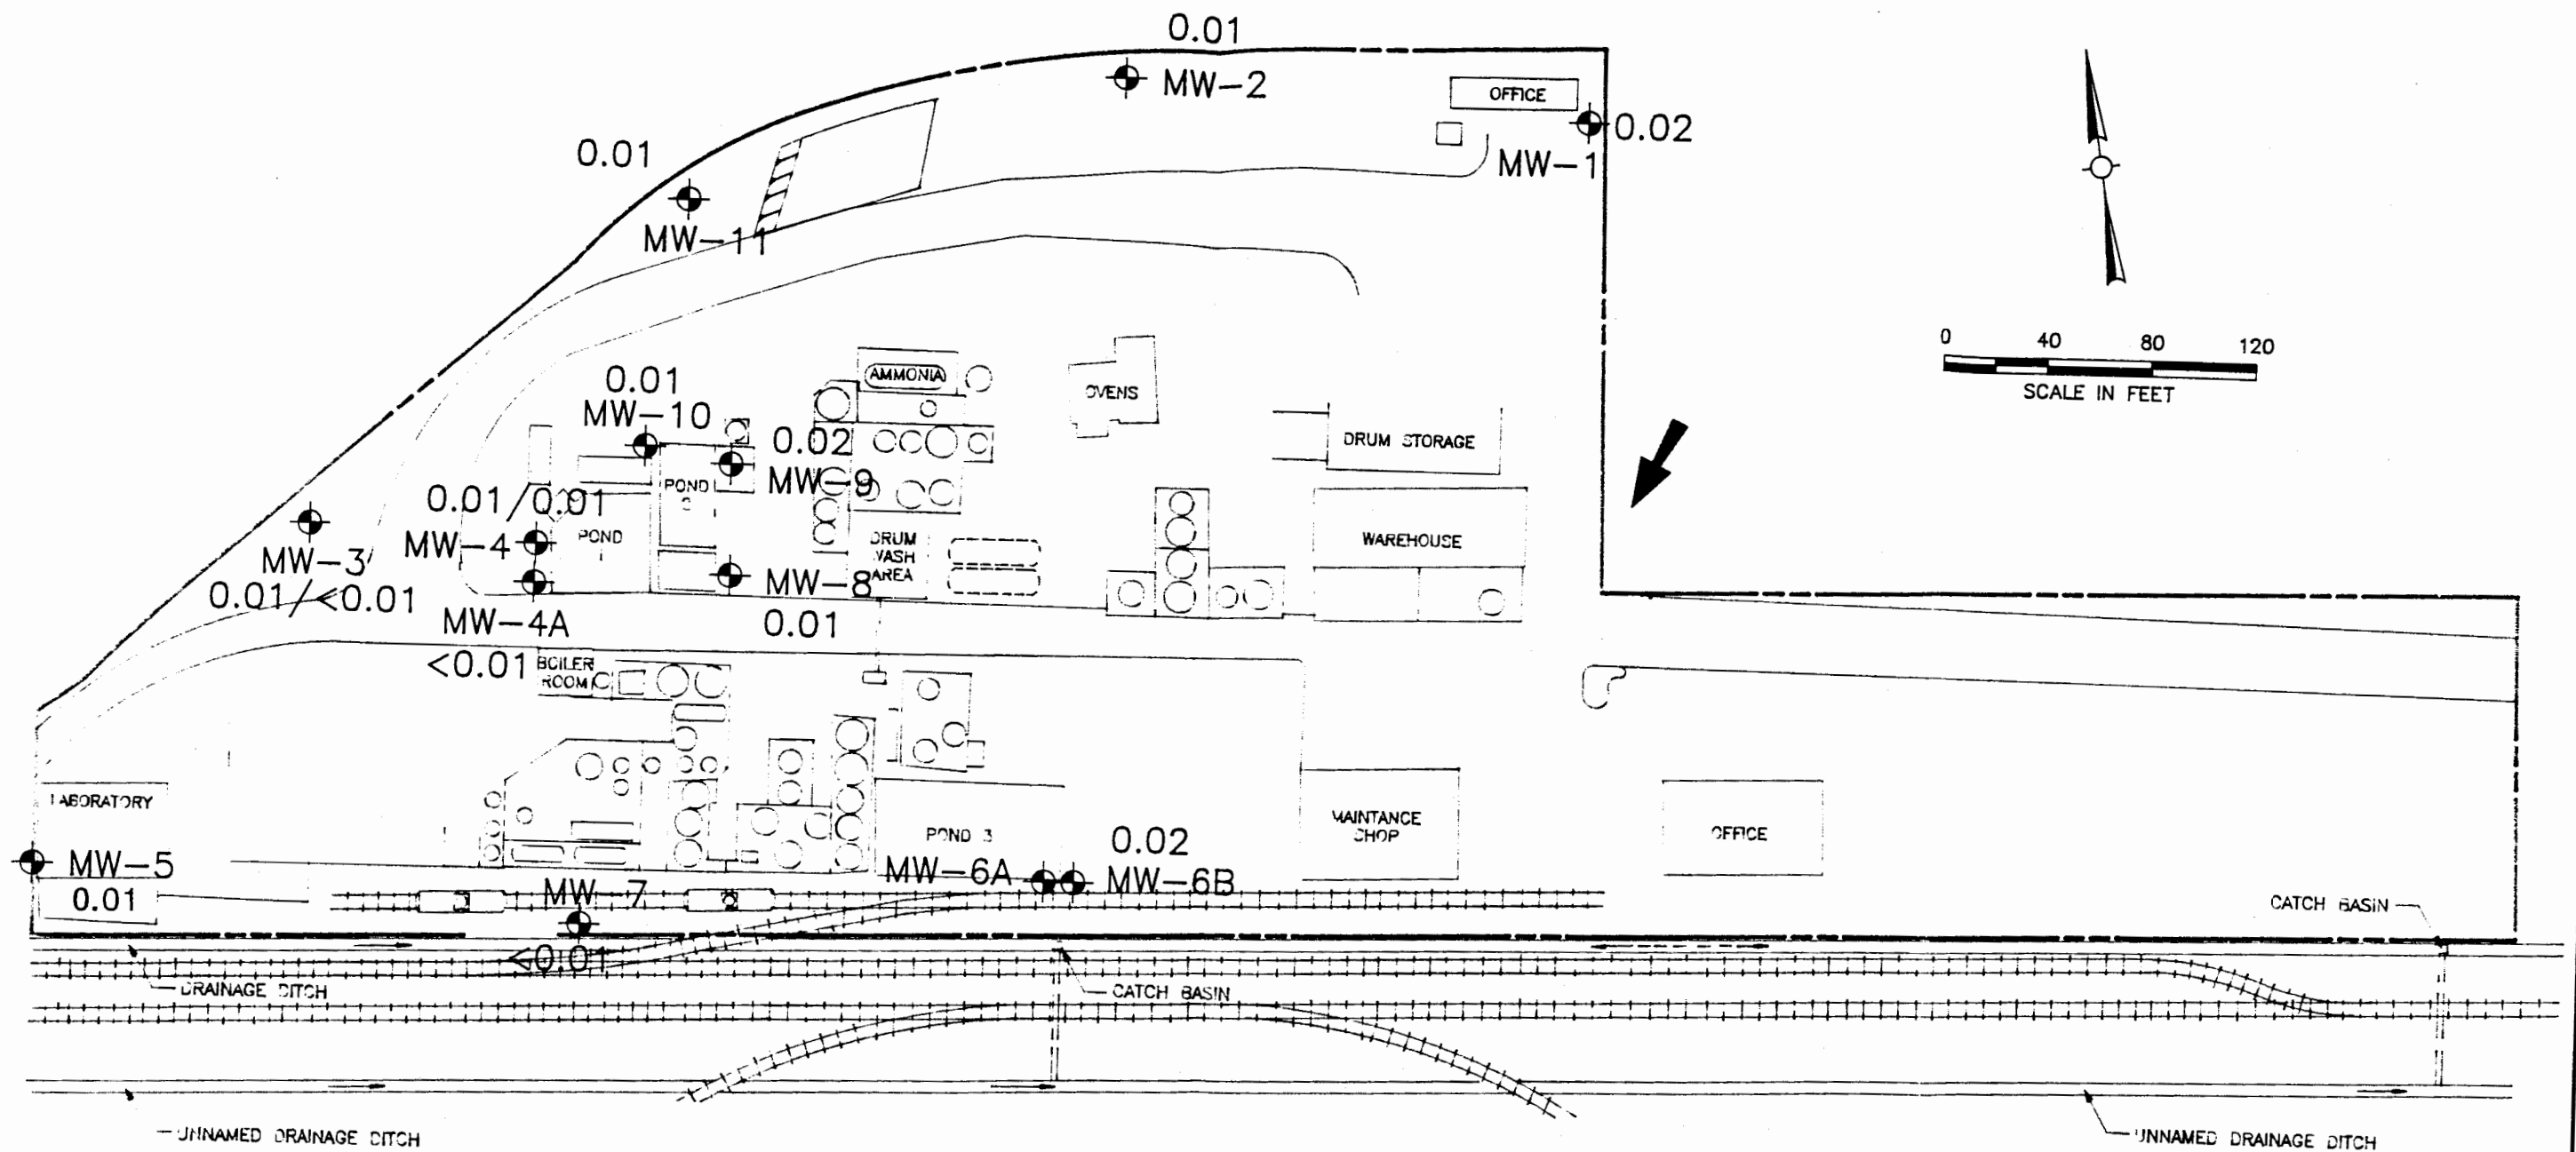 0.01
MW-2
OFFICE
0.02
MW-1
0.01
MW-11
0 40 80 120
SCALE IN FEET
AMMONIA
OVENS
0.01
MW-10
0.02
MW-9
DRUM STORAGE
POND
0.01/0.01
MW-4
POND
1
MW-3
0.01/<0.01
MW-8
0.01
DRUM
WASH
AREA
WAREHOUSE
MW-4A
<0.01
BOILER
ROOM
LABORATORY
POND 3
MAINTANCE
SHOP
OFFICE
0.02
MW-6A
MW-6B
MW-5
0.01
MW-7
<0.01
CATCH BASIN
DRAINAGE DITCH
CATCH BASIN
UNNAMED DRAINAGE DITCH
UNNAMED DRAINAGE DITCH